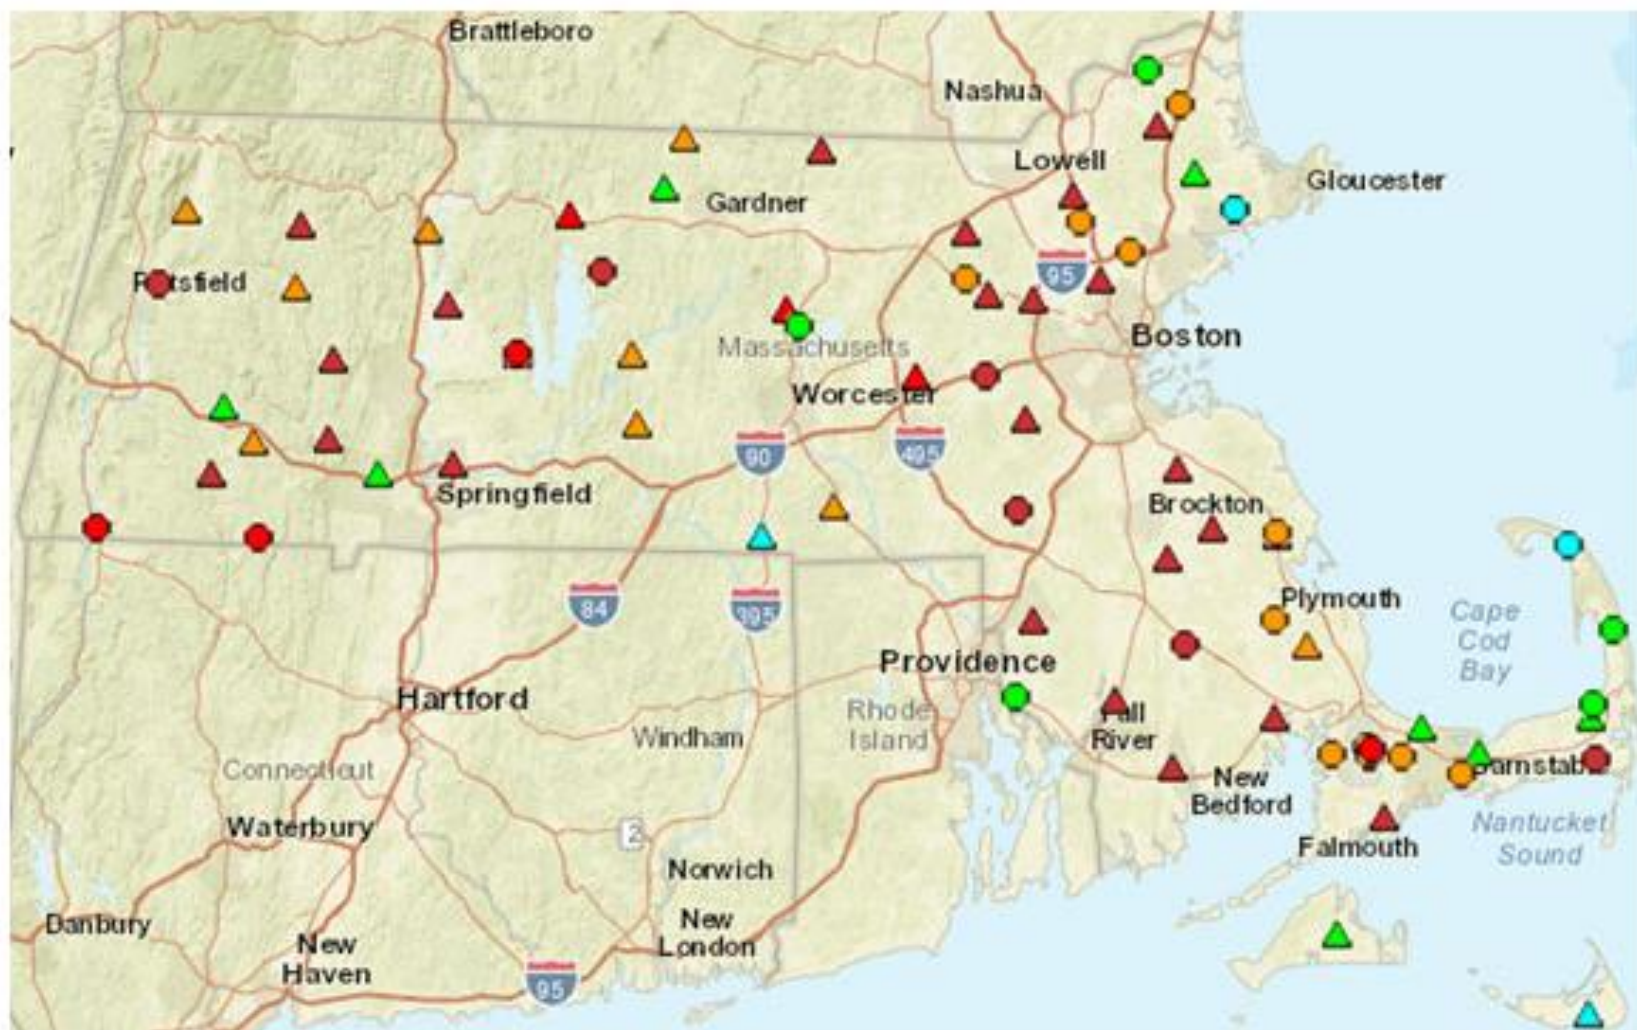 Brattleboro
Nashua
Lowell
Gloucester
Gardner
95
Boston
Massachusetts
Worcester
90
495
Springfield
Brockton
84
395
Plymouth
Cape
Cod
Bay
Providence
Hartford
Rhode
Island
Windham
Fall
River
Connecticut
New
Bedford
Waterbury
2
Nantucket
Sound
Falmouth
Norwich
Danbury
New
London
New
Haven
95